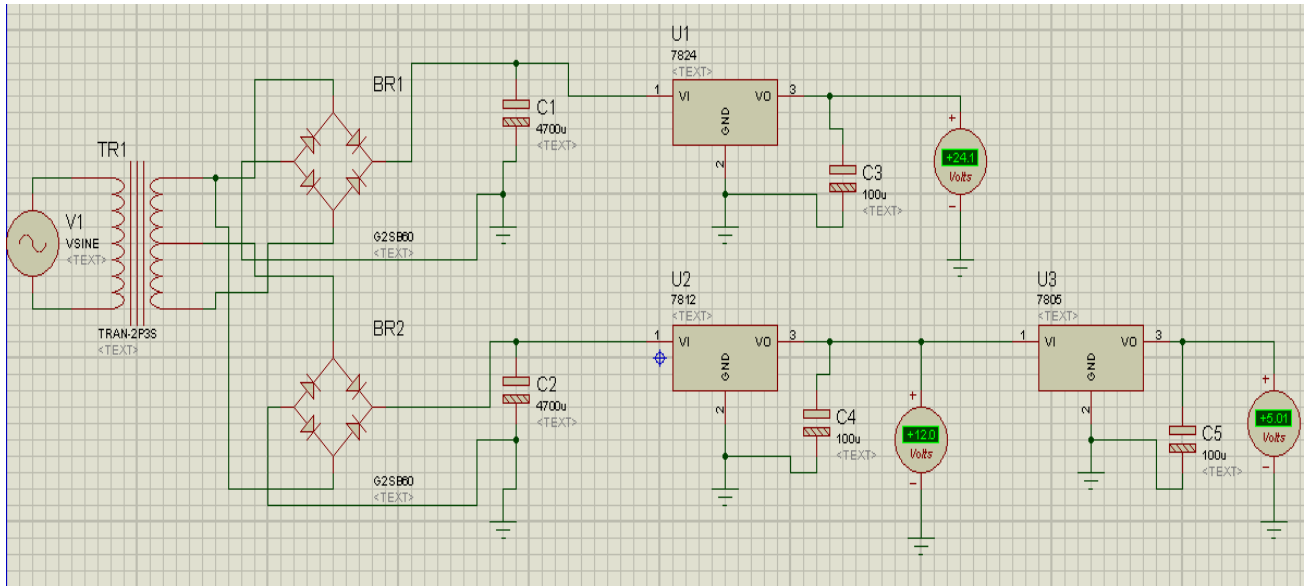 U1
7824
<TEXT>
BR1
1
VI
VO
3
GND
2
C1
4700u
<TEXT>
+
+24.1
Volts
-
TR1
C3
100u
<TEXT>
V1
VSINE
<TEXT>
G2SB60
<TEXT>
TRAN-2P3S
<TEXT>
BR2
U2
7812
<TEXT>
1
VI
VO
3
GND
2
U3
7805
<TEXT>
1
VI
VO
3
GND
2
C2
4700u
<TEXT>
C4
100u
<TEXT>
+
+12.0
Volts
-
+
+5.01
Volts
-
C5
100u
<TEXT>
G2SB60
<TEXT>